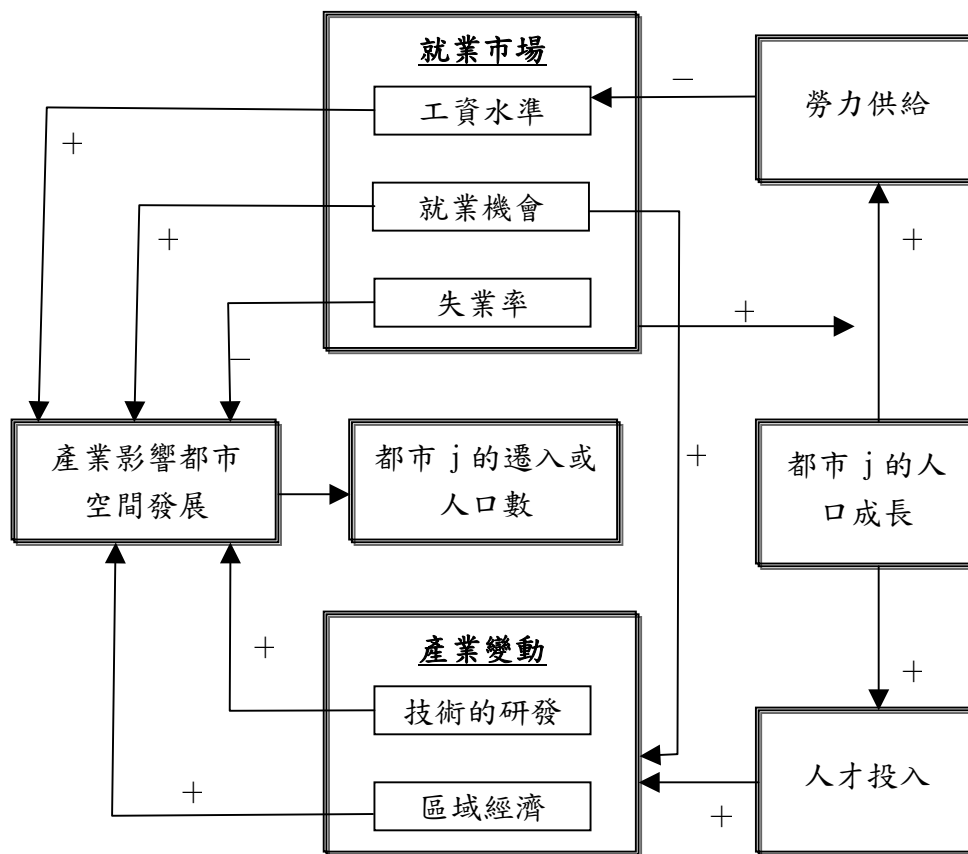 就業市場
工資水準
－
勞力供給
＋
就業機會
＋
＋
失業率
＋
－
產業影響都市
空間發展
都市 j 的遷入或
人口數
＋
都市 j 的人
口成長
產業變動
＋
技術的研發
＋
區域經濟
＋
人才投入
＋